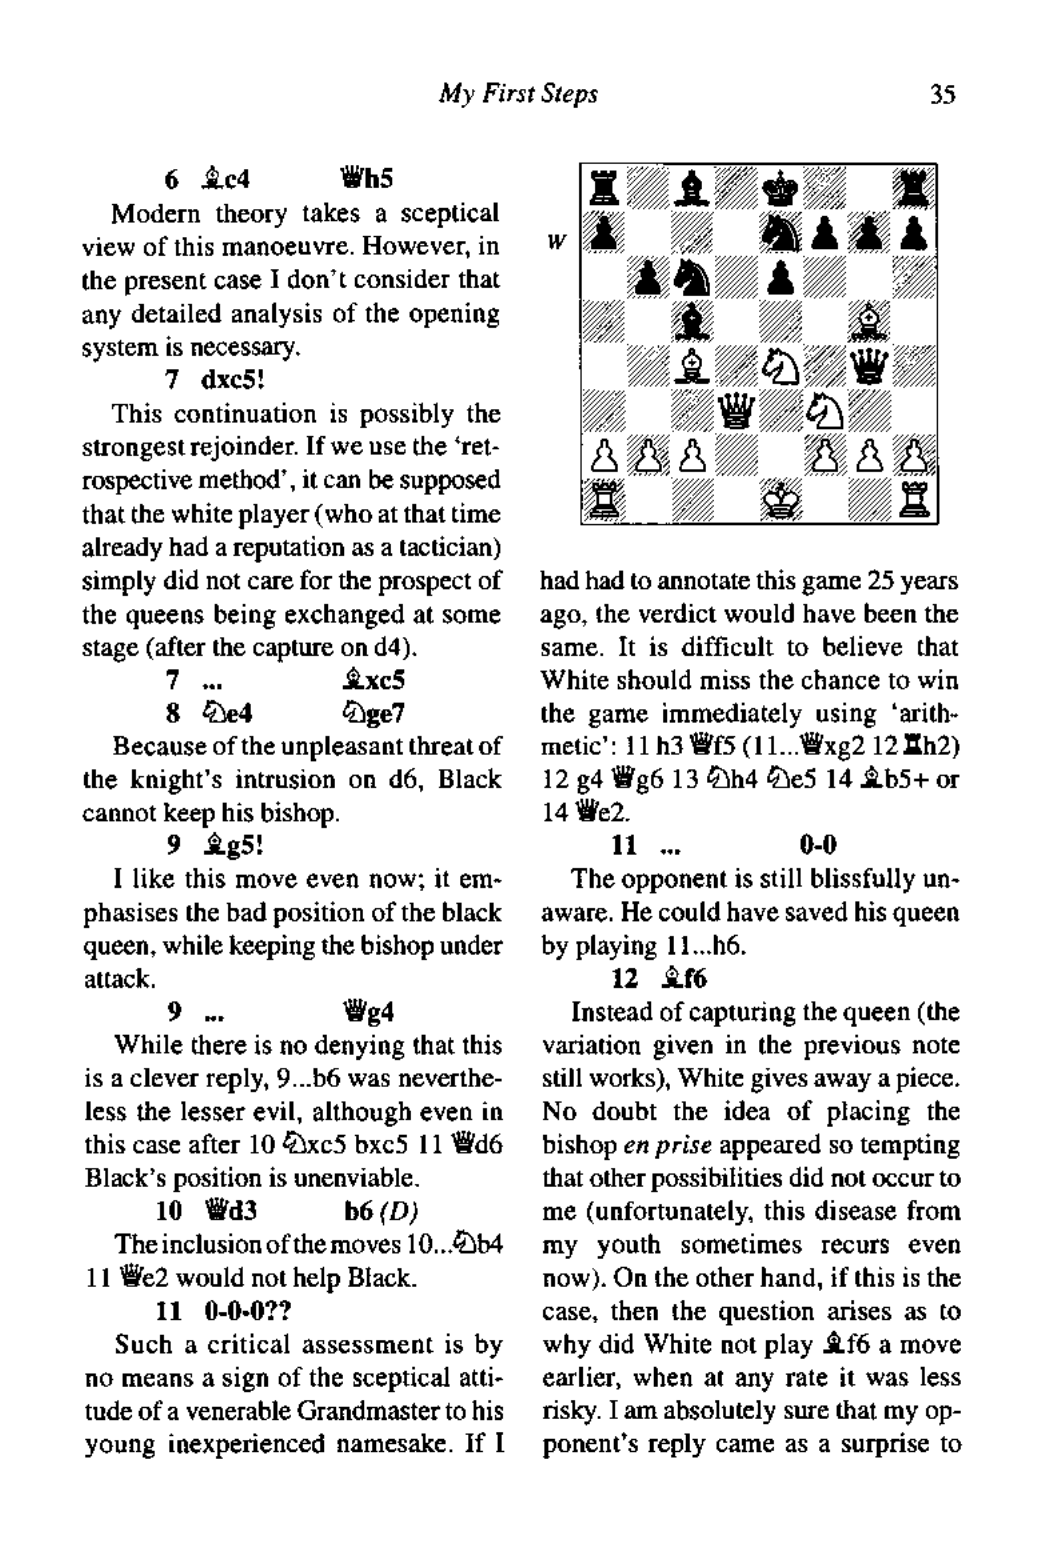 My First Steps 35
6 ♗c4 ♕h5
Modern theory takes a sceptical
view of this manoeuvre. However, in
the present case I don't consider that
any detailed analysis of the opening
system is necessary.
7 dxc5!
This continuation is possibly the
strongest rejoinder. If we use the 'ret-
rospective method', it can be supposed
that the white player (who at that time
already had a reputation as a tactician)
simply did not care for the prospect of
the queens being exchanged at some
stage (after the capture on d4).
7 ... ♗xc5
8 ♘e4 ♘ge7
Because of the unpleasant threat of
the knight's intrusion on d6, Black
cannot keep his bishop.
9 ♗g5!
I like this move even now; it em-
phasises the bad position of the black
queen, while keeping the bishop under
attack.
9 ... ♕g4
While there is no denying that this
is a clever reply, 9...b6 was neverthe-
less the lesser evil, although even in
this case after 10 ♘xc5 bxc5 11 ♕d6
Black's position is unenviable.
10 ♕d3 b6 (D)
The inclusion of the moves 10...♘b4
11 ♕e2 would not help Black.
11 0-0-0??
Such a critical assessment is by
no means a sign of the sceptical atti-
tude of a venerable Grandmaster to his
young inexperienced namesake. If I
W
had had to annotate this game 25 years
ago, the verdict would have been the
same. It is difficult to believe that
White should miss the chance to win
the game immediately using 'arith-
metic': 11 h3 ♕f5 (11...♕xg2 12 ♖h2)
12 g4 ♕g6 13 ♘h4 ♘e5 14 ♗b5+ or
14 ♕e2.
11 ... 0-0
The opponent is still blissfully un-
aware. He could have saved his queen
by playing 11...h6.
12 ♗f6
Instead of capturing the queen (the
variation given in the previous note
still works), White gives away a piece.
No doubt the idea of placing the
bishop en prise appeared so tempting
that other possibilities did not occur to
me (unfortunately, this disease from
my youth sometimes recurs even
now). On the other hand, if this is the
case, then the question arises as to
why did White not play ♗f6 a move
earlier, when at any rate it was less
risky. I am absolutely sure that my op-
ponent's reply came as a surprise to